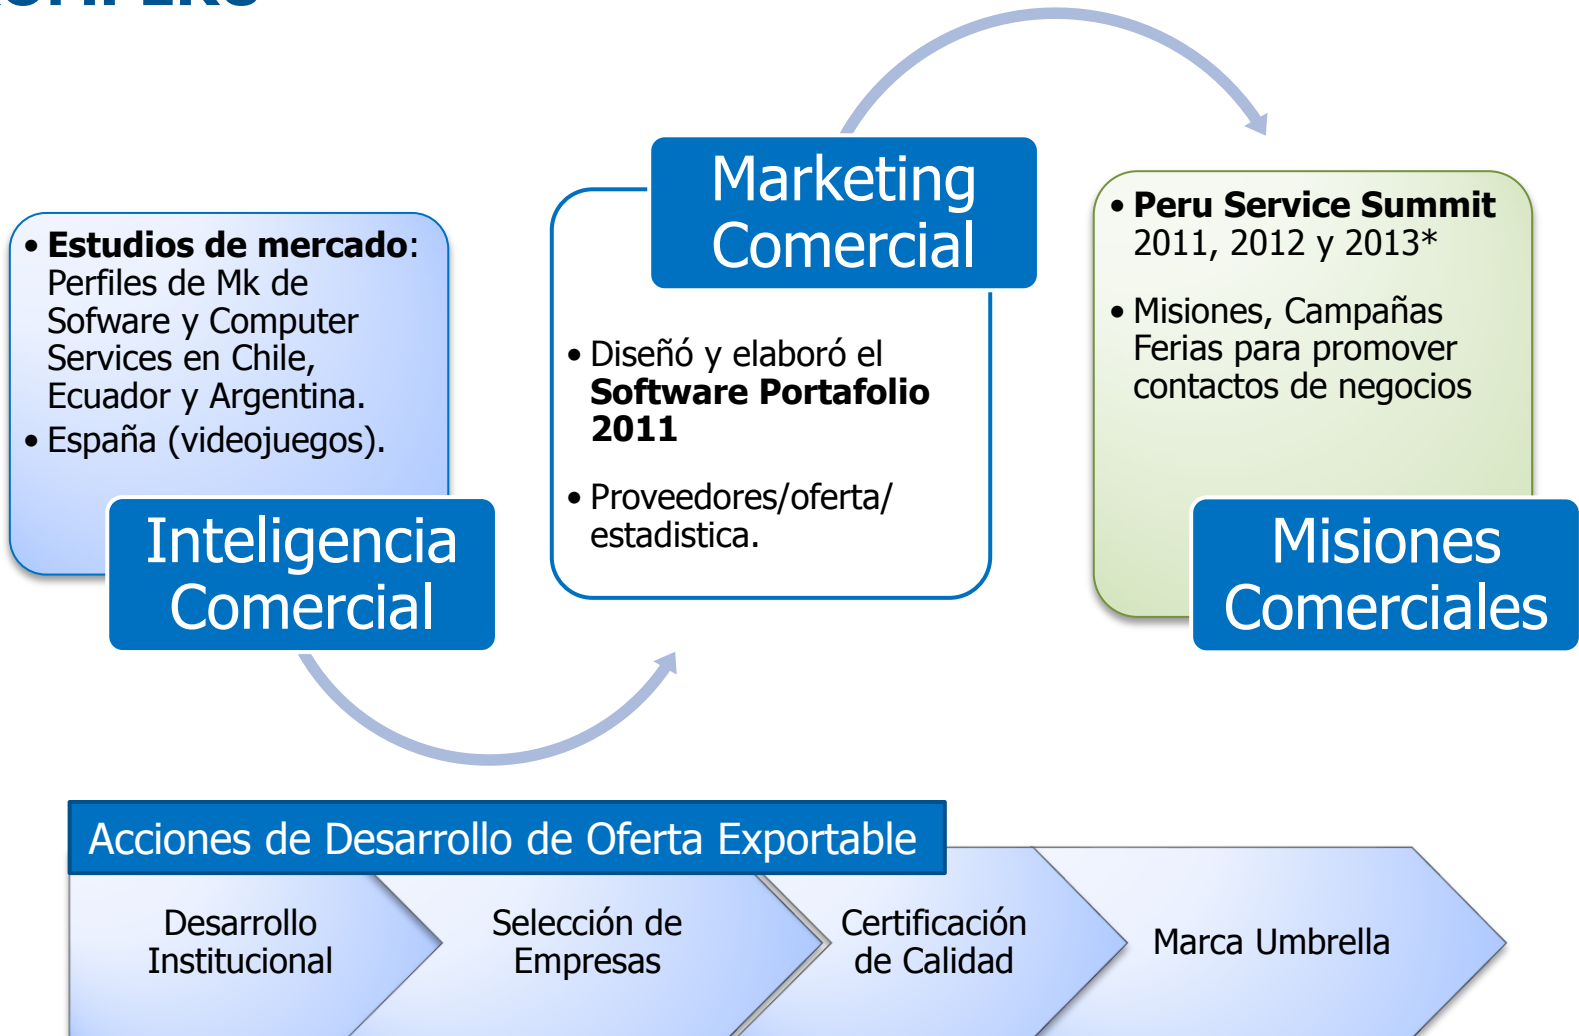 • Estudios de mercado:
Perfiles de Mk de
Sofware y Computer
Services en Chile,
Ecuador y Argentina.
• España (videojuegos).
Inteligencia
Comercial
Marketing
Comercial
• Diseñó y elaboró el
Software Portafolio
2011
• Proveedores/oferta/
estadistica.
• Peru Service Summit
2011, 2012 y 2013*
• Misiones, Campañas
Ferias para promover
contactos de negocios
Misiones
Comerciales
Acciones de Desarrollo de Oferta Exportable
Desarrollo
Institucional
Selección de
Empresas
Certificación
de Calidad
Marca Umbrella